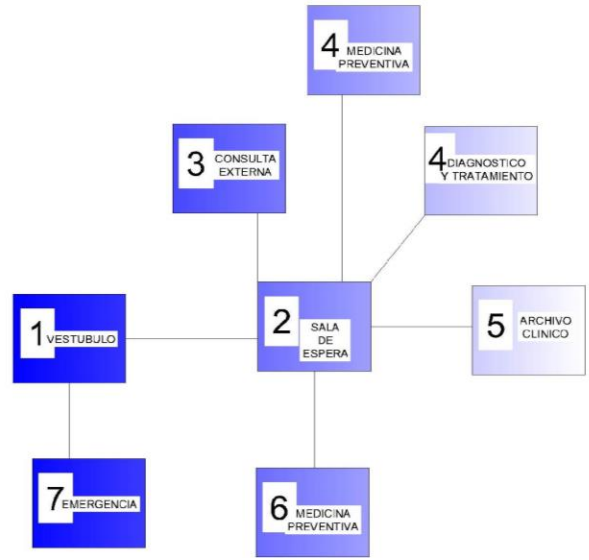 4 MEDICINA
PREVENTIVA
3 CONSULTA
EXTERNA
4 DIAGNOSTICO
Y TRATAMIENTO
1 VESTUBULO
2 SALA
DE
ESPERA
5 ARCHIVO
CLINICO
7 EMERGENCIA
6 MEDICINA
PREVENTIVA